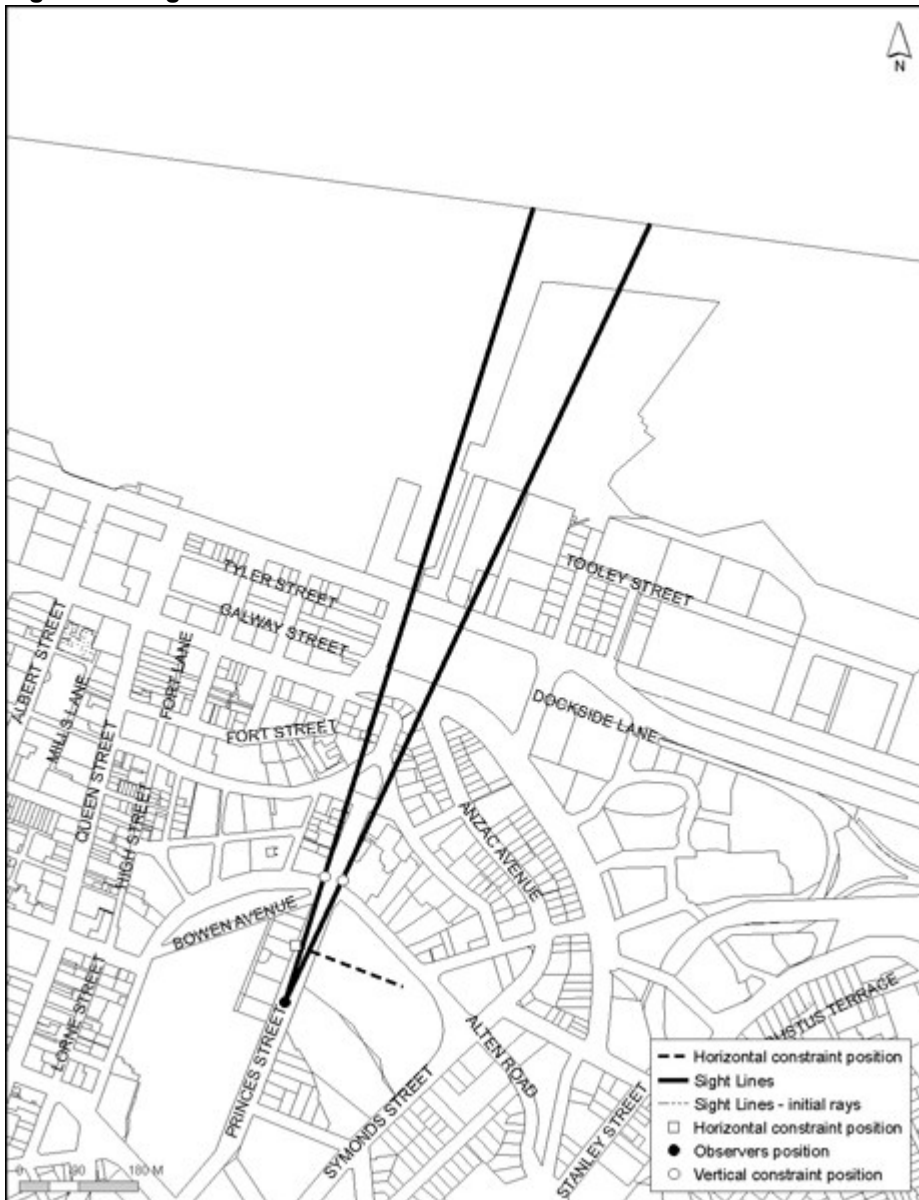 N
TYLER STREET
GALWAY STREET
TOOLEY STREET
ALBERT STREET
MILLS LANE
FORT LANE
QUEEN STREET
HIGH STREET
FORT STREET
DOCKSIDE LANE
ANZAC AVENUE
BOWEN AVENUE
LORNE STREET
PRINCES STREET
SYMONDS STREET
ALTEN ROAD
STANLEY STREET
TERRACE
0 90 180 M
Horizontal constraint position
Sight Lines
Sight Lines - initial rays
Horizontal constraint position
Observers position
Vertical constraint position